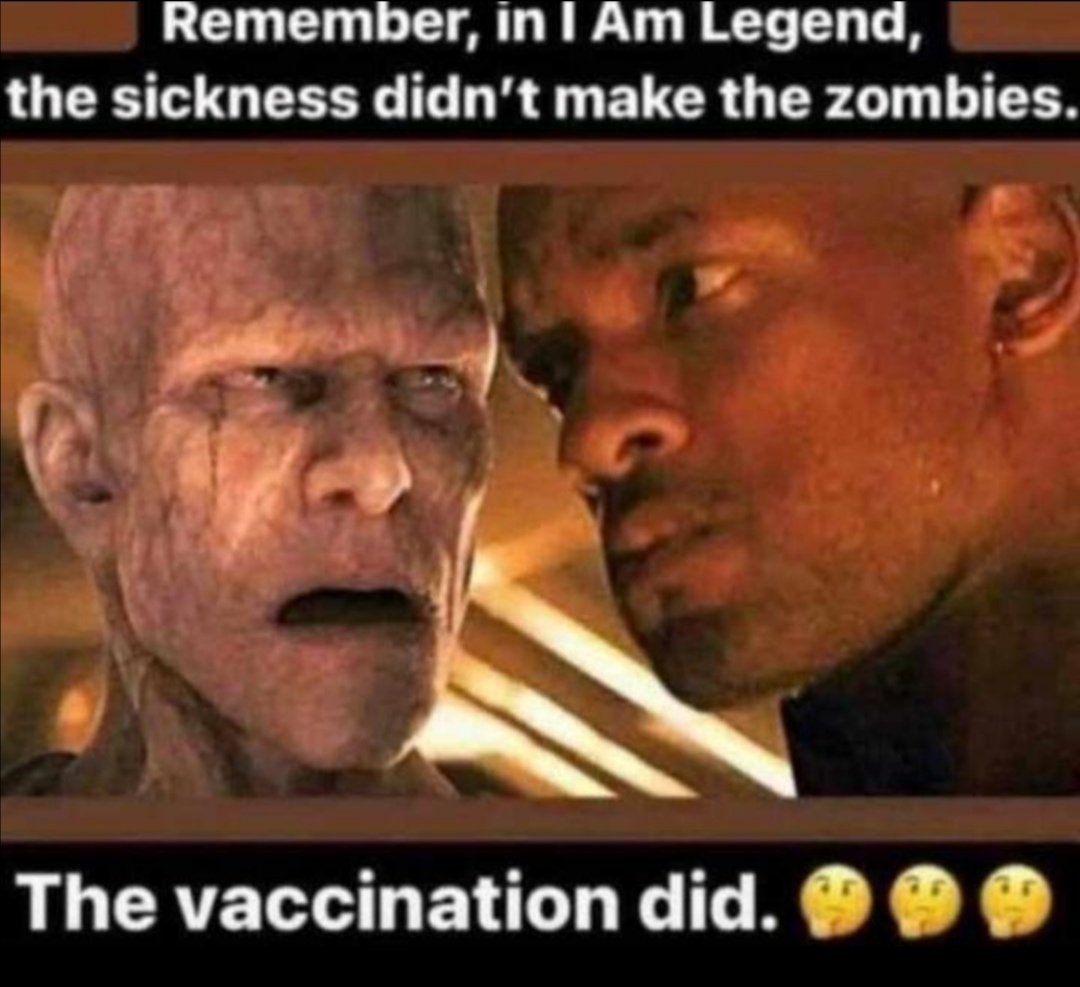 Remember, in I Am Legend,
the sickness didn't make the zombies.
The vaccination did. 🤔🤔🤔